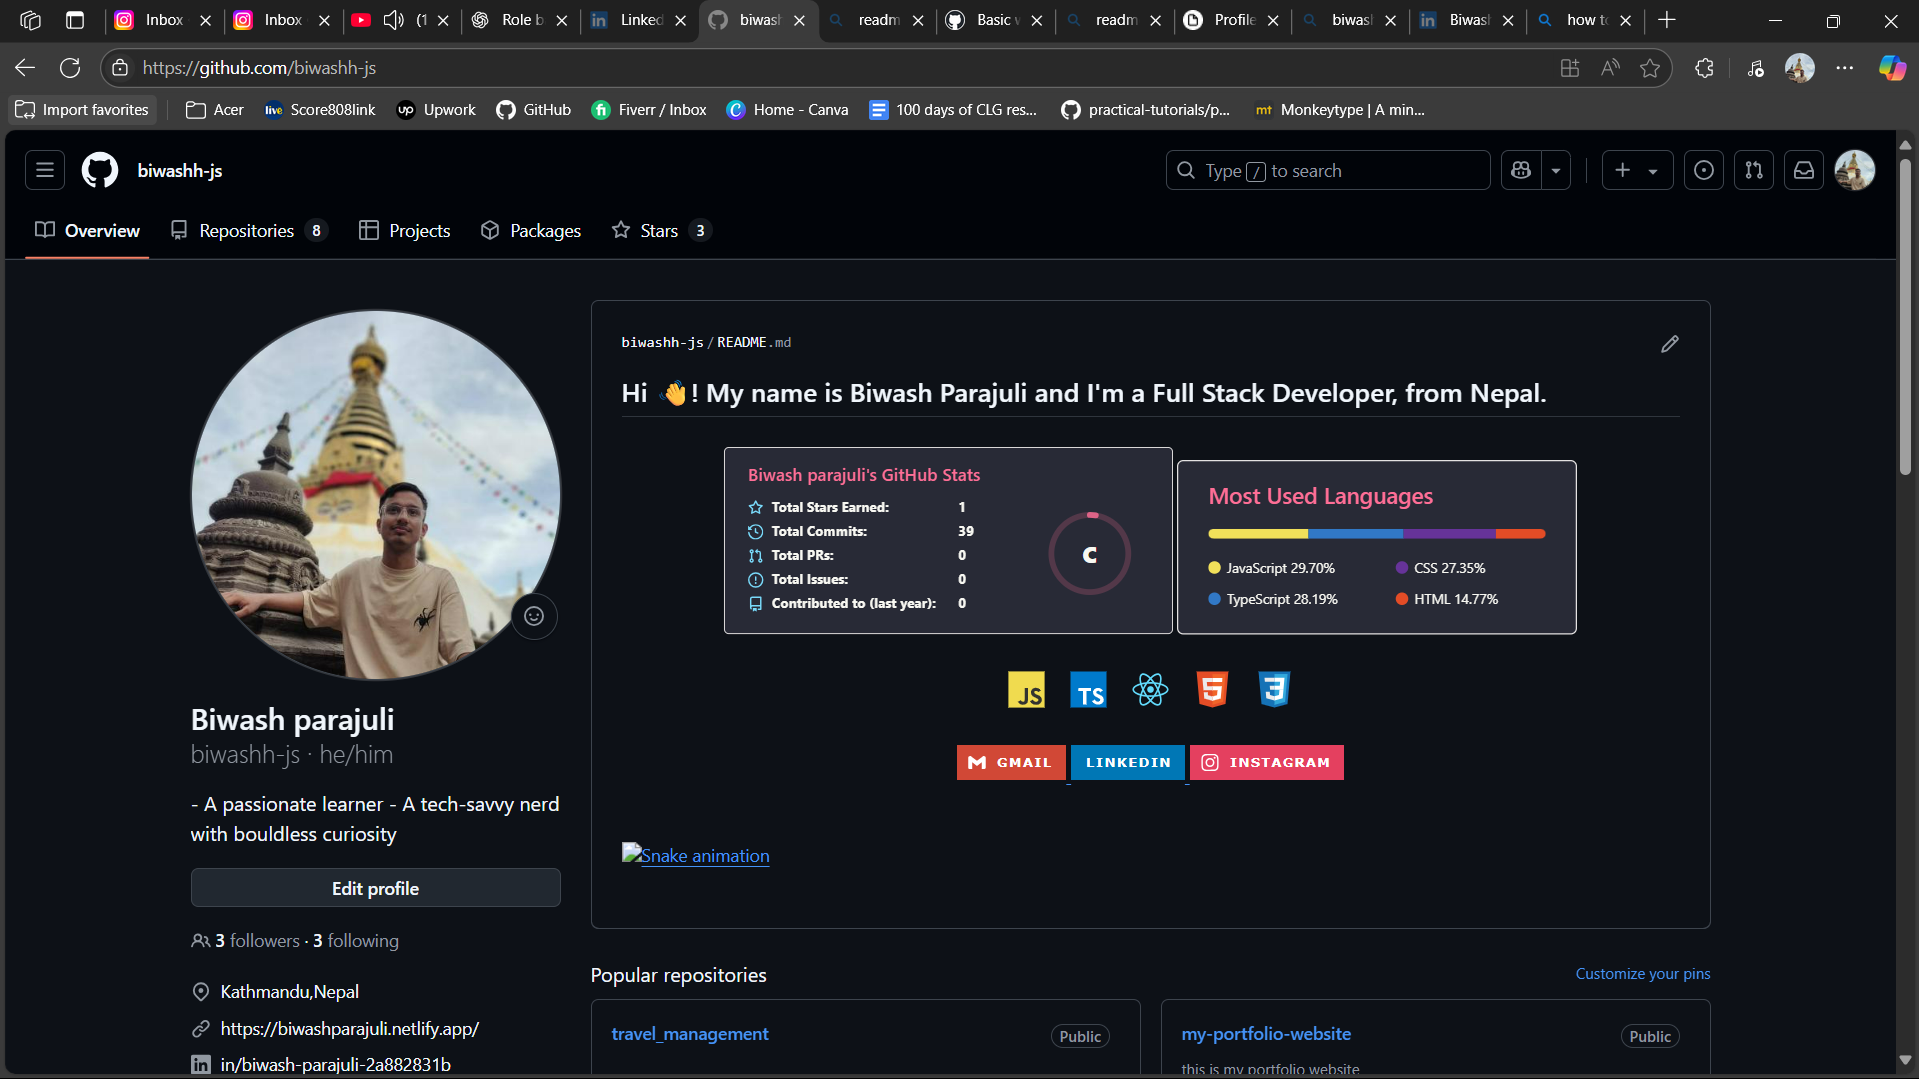 Inbox
Inbox
(1
Role b
Linked
biwash
readm
Basic v
readm
Profile
biwash
Biwash
how to
https://github.com/biwashh-js
Import favorites
Acer
Score808link
Upwork
GitHub
Fiverr / Inbox
Home - Canva
100 days of CLG res...
practical-tutorials/p...
Monkeytype | A min...
biwashh-js
Type / to search
Overview
Repositories 8
Projects
Packages
Stars 3
biwashh-js/README.md
Hi 👋! My name is Biwash Parajuli and I'm a Full Stack Developer, from Nepal.
Biwash parajuli's GitHub Stats
Total Stars Earned: 1
Total Commits: 39
Total PRs: 0
Total Issues: 0
Contributed to (last year): 0
C
Most Used Languages
JavaScript 29.70%
CSS 27.35%
TypeScript 28.19%
HTML 14.77%
JS
TS
5
3
GMAIL
LINKEDIN
INSTAGRAM
Snake animation
Biwash parajuli
biwashh-js · he/him
- A passionate learner - A tech-savvy nerd
with bouldless curiosity
Edit profile
3 followers · 3 following
Kathmandu,Nepal
https://biwashparajuli.netlify.app/
in/biwash-parajuli-2a882831b
Popular repositories
Customize your pins
travel_management
Public
my-portfolio-website
Public
this is my portfolio website